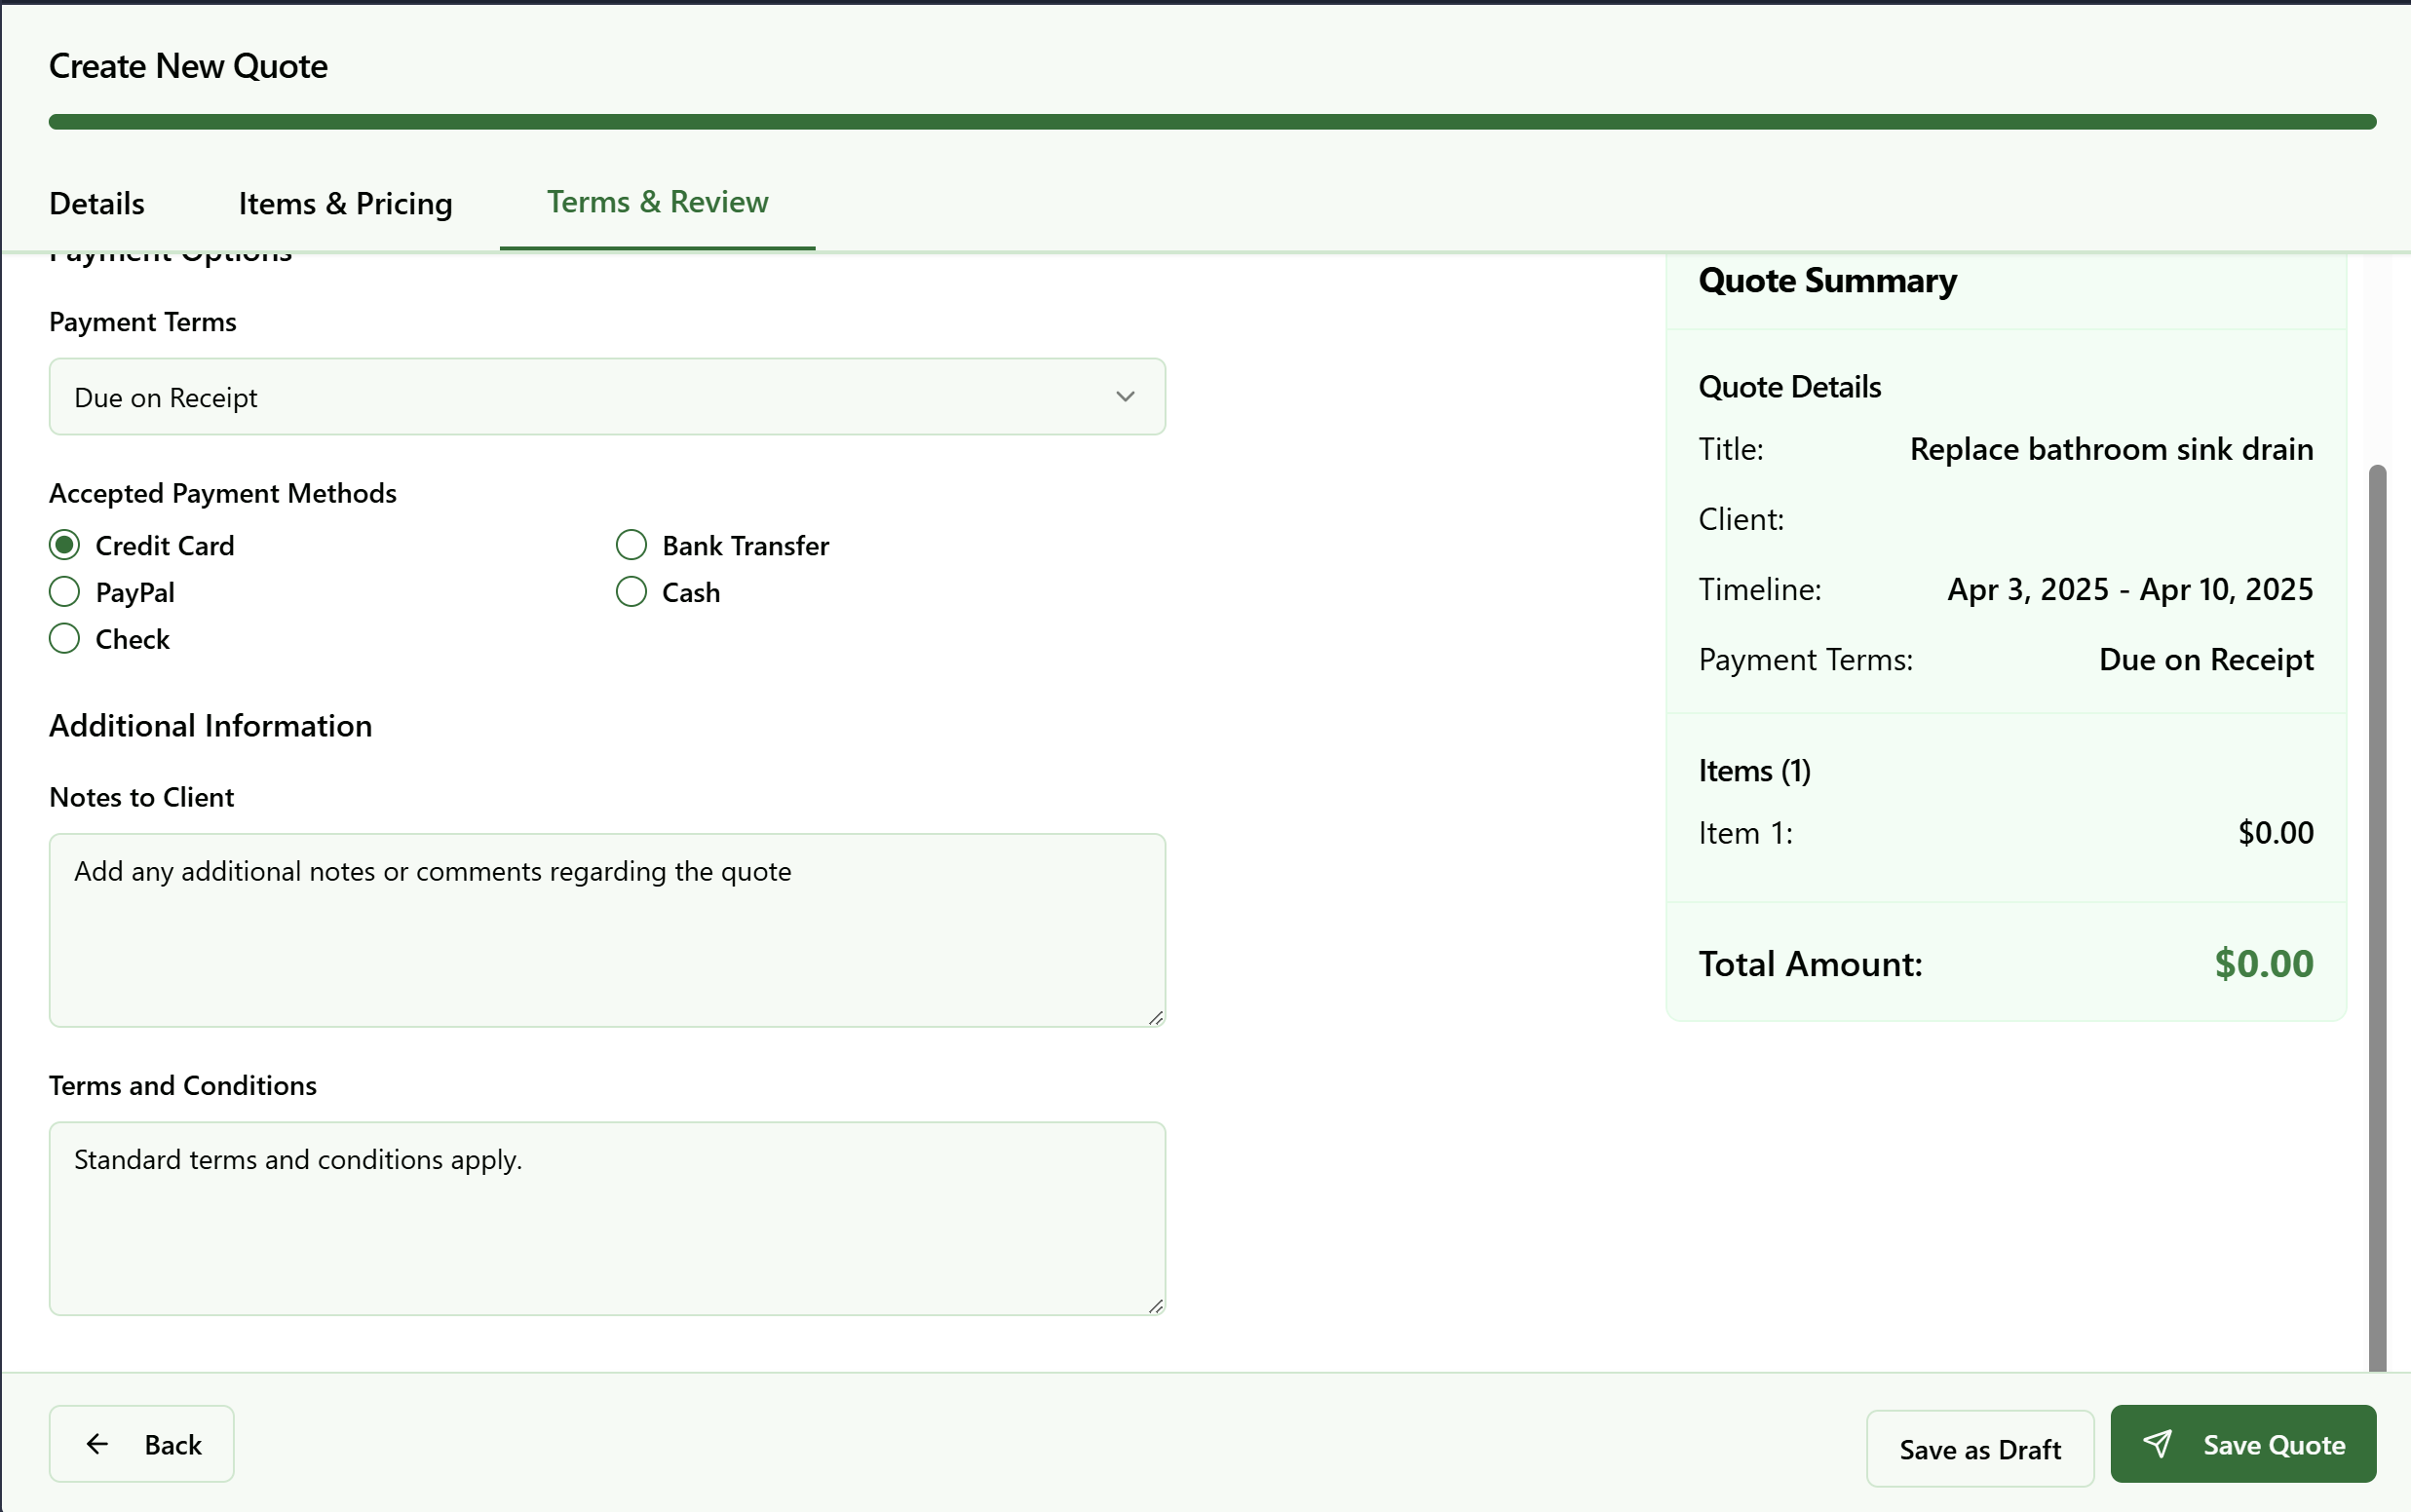 Create New Quote
Details
Items & Pricing
Terms & Review
Payment Options
Payment Terms
Due on Receipt
Accepted Payment Methods
Credit Card
Bank Transfer
PayPal
Cash
Check
Additional Information
Notes to Client
Add any additional notes or comments regarding the quote
Terms and Conditions
Standard terms and conditions apply.
Quote Summary
Quote Details
Title: Replace bathroom sink drain
Client:
Timeline: Apr 3, 2025 - Apr 10, 2025
Payment Terms: Due on Receipt
Items (1)
Item 1: $0.00
Total Amount: $0.00
Back
Save as Draft
Save Quote